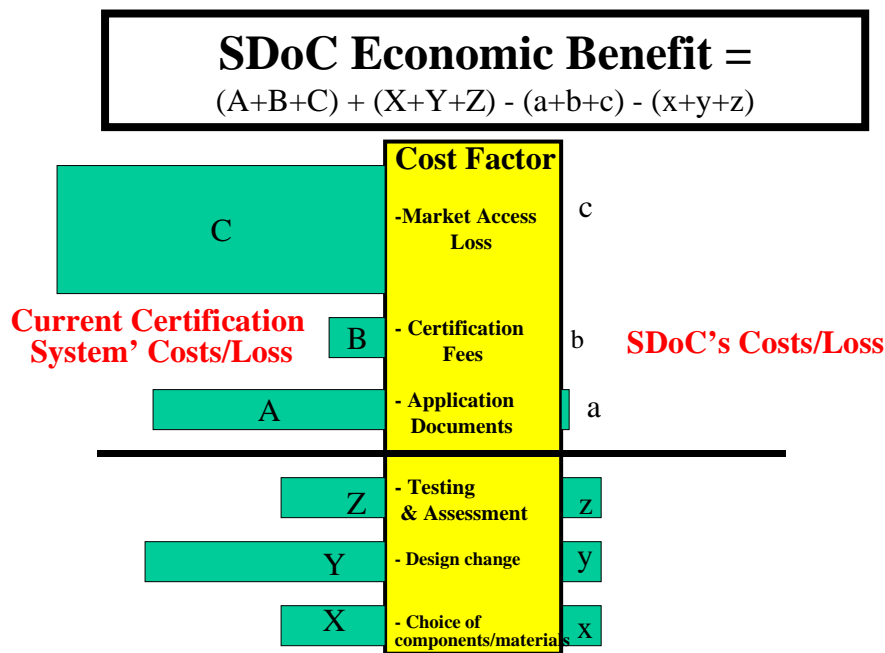 SDoC Economic Benefit =
(A+B+C) + (X+Y+Z) - (a+b+c) - (x+y+z)
Cost Factor
C
-Market Access
Loss
c
Current Certification
System’ Costs/Loss
B
- Certification
Fees
b
SDoC’s Costs/Loss
A
- Application
Documents
a
Z
- Testing
& Assessment
z
Y
- Design change
y
X
- Choice of
components/materials
x